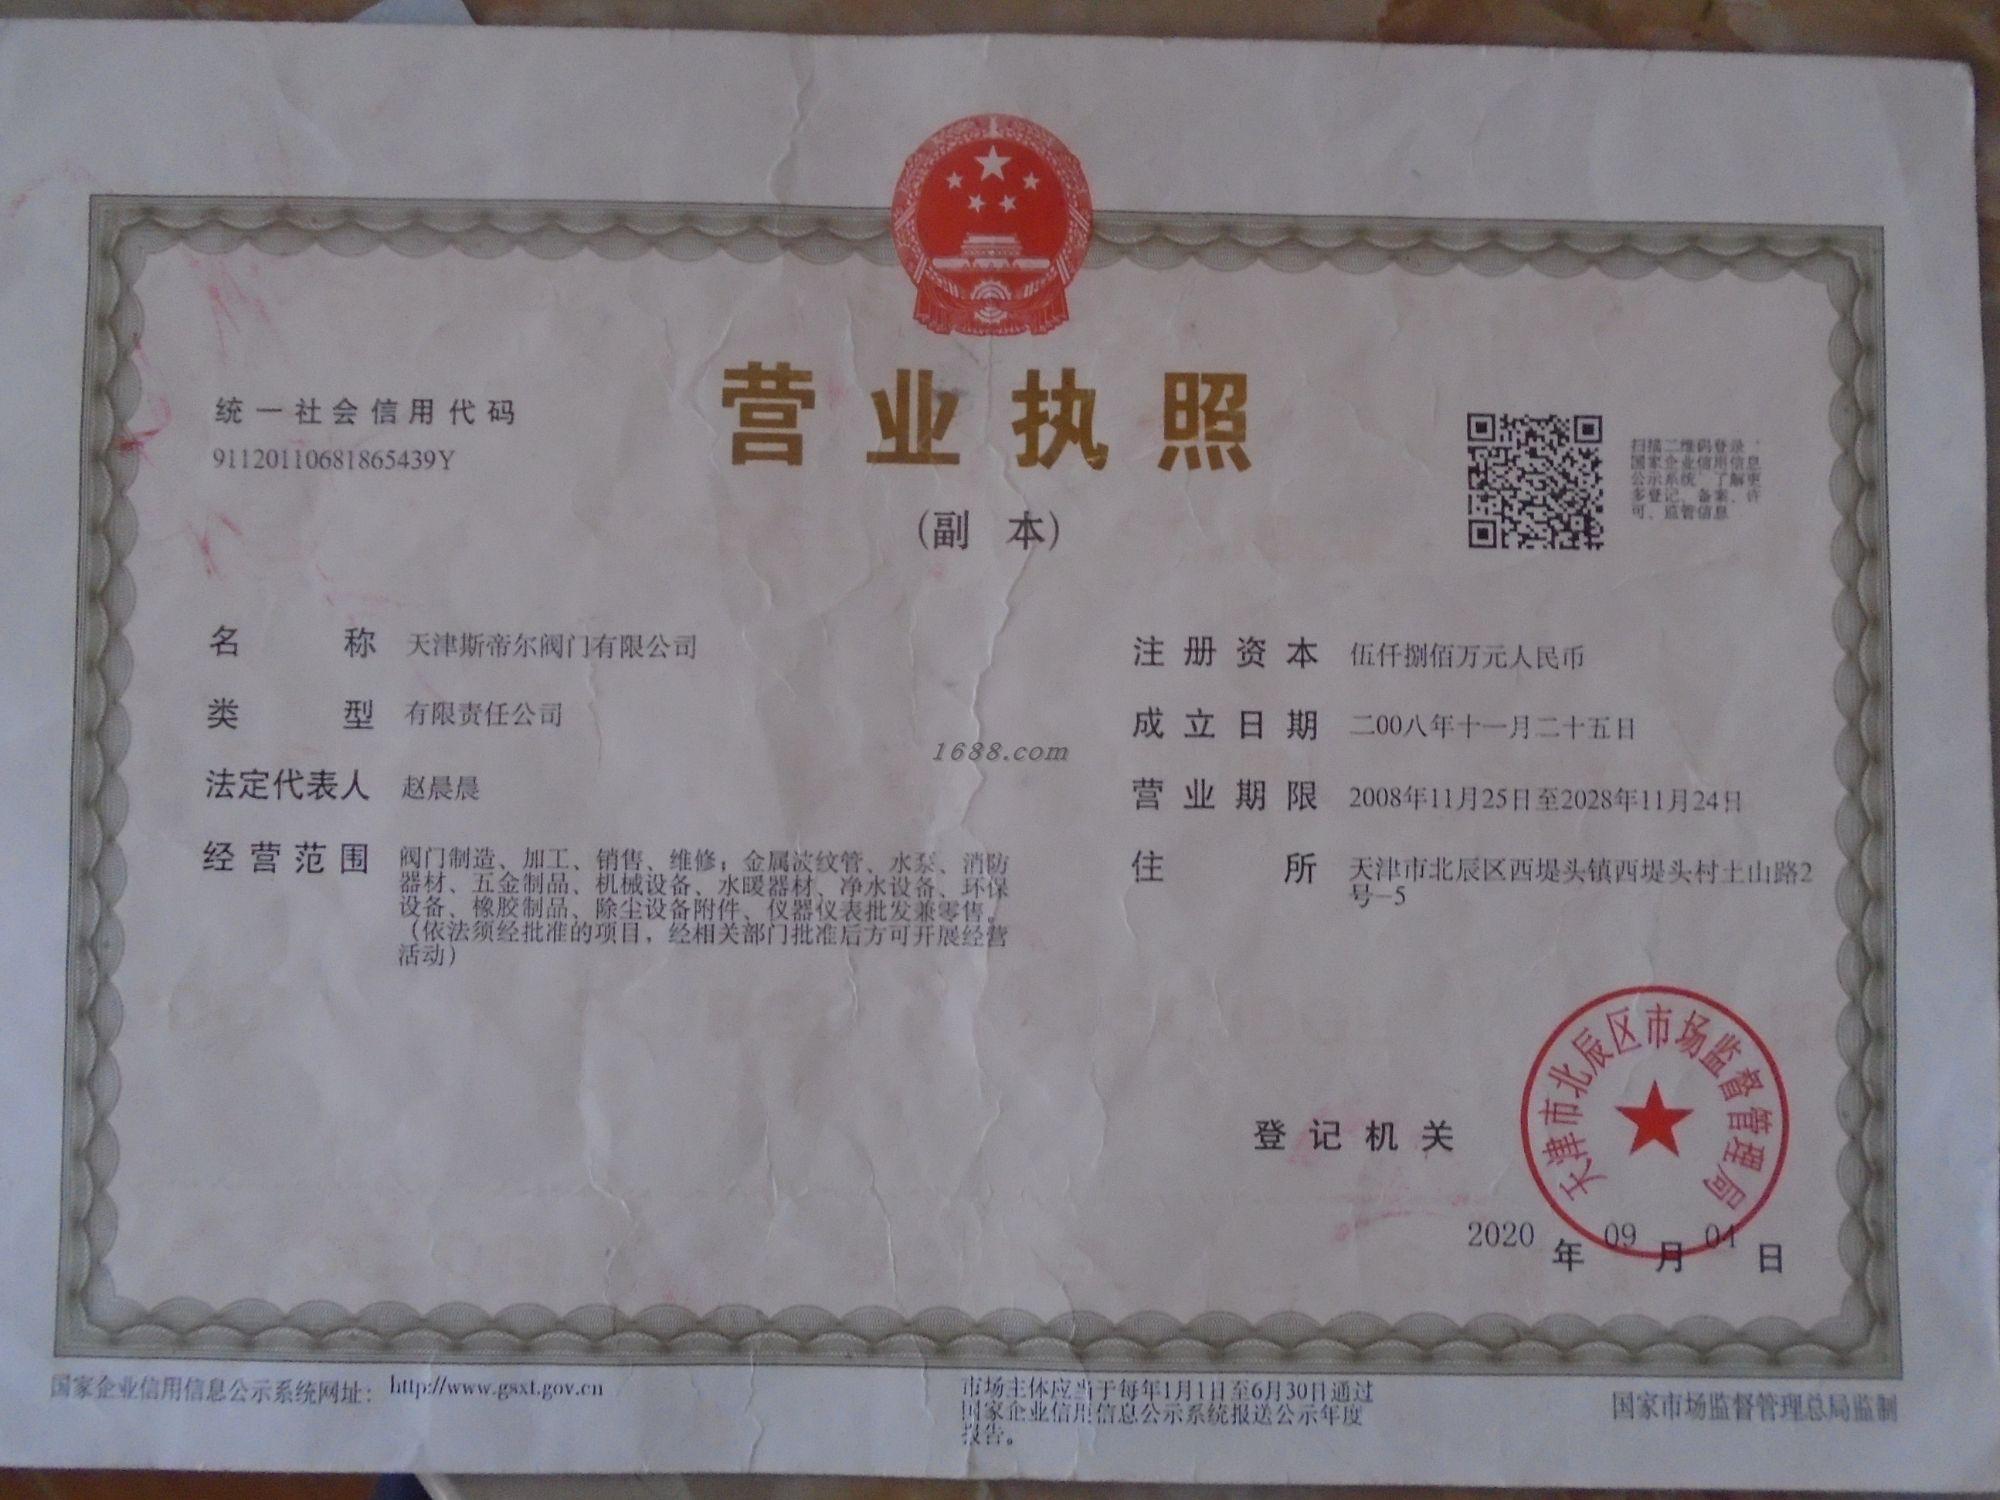 营业执照
(副 本)
统一社会信用代码
91120110681865439Y
扫描二维码登录'
国家企业信用信息
公示系统 了解更
多登记、备案、许
可、监管信息
名 称 天津斯帝尔阀门有限公司
类 型 有限责任公司
法定代表人 赵晨晨
经营范围 阀门制造、加工、销售、维修；金属波纹管、水泵、消防
器材、五金制品、机械设备、水暖器材、净水设备、环保
设备、橡胶制品、除尘设备附件、仪器仪表批发兼零售。
（依法须经批准的项目，经相关部门批准后方可开展经营
活动）
注册资本 伍仟捌佰万元人民币
成立日期 二00八年十一月二十五日
营业期限 2008年11月25日至2028年11月24日
住 所 天津市北辰区西堤头镇西堤头村土山路2
号-5
1688.com
登记机关
天津市北辰区市场监督管理局
2020 年 09 月 01 日
国家企业信用信息公示系统网址：http://www.gsxt.gov.cn
市场主体应当于每年1月1日至6月30日通过
国家企业信用信息公示系统报送公示年度
报告。
国家市场监督管理总局监制